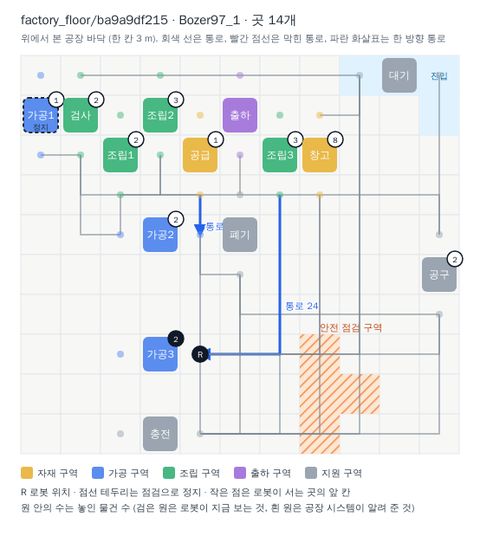 factory_floor/ba9a9df215 · Bozer97_1 · 곳 14개
위에서 본 공장 바닥 (한 칸 3 m). 회색 선은 통로, 빨간 점선은 막힌 통로, 파란 화살표는 한 방향 통로
대기
진입
1
2
3
가공1
정지
검사
조립2
출하
2
1
3
8
조립1
공급
조립3
창고
2
가공2
통로
폐기
2
공구
통로 24
안전 점검 구역
2
가공3
R
충전
자재 구역 가공 구역 조립 구역 출하 구역 지원 구역
R 로봇 위치 · 점선 테두리는 점검으로 정지 · 작은 점은 로봇이 서는 곳의 앞 칸
원 안의 수는 놓인 물건 수 (검은 원은 로봇이 지금 보는 것, 흰 원은 공장 시스템이 알려 준 것)